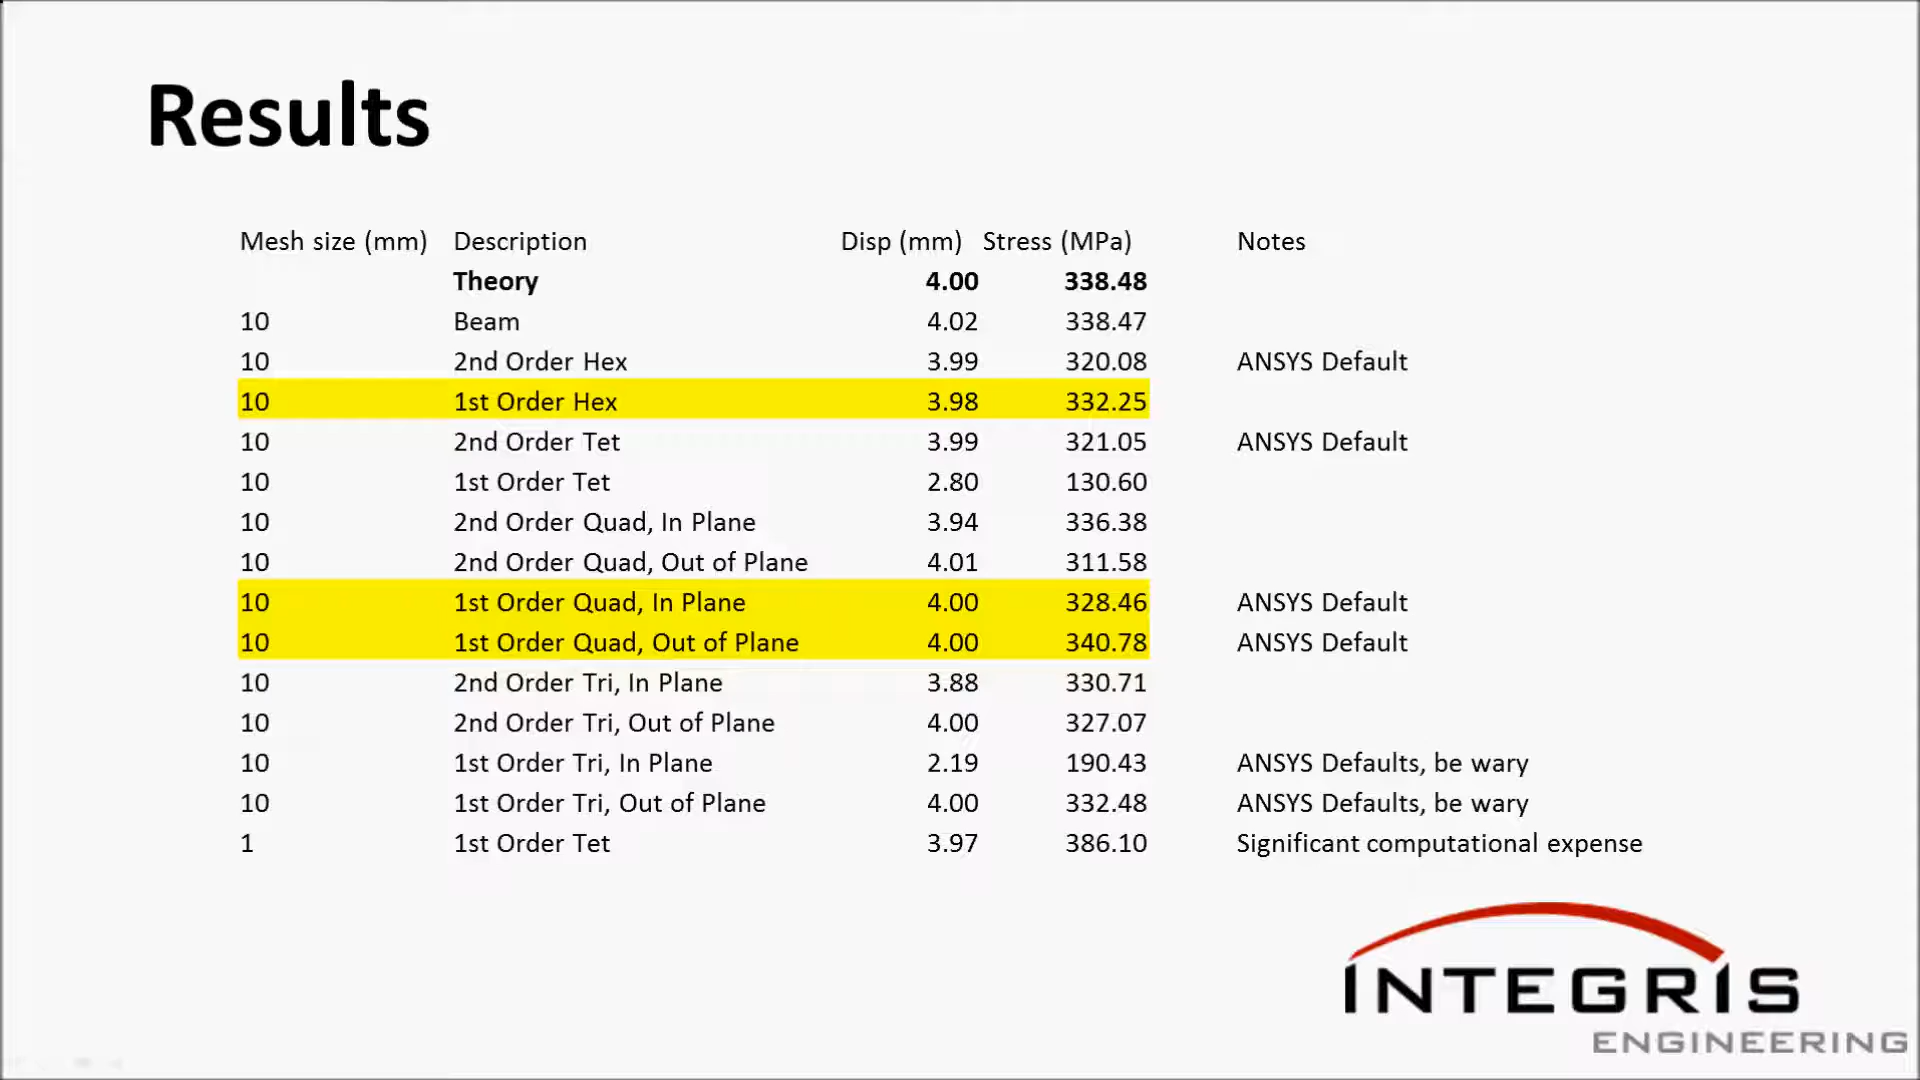 Results
Mesh size (mm) Description Disp (mm) Stress (MPa) Notes
Theory 4.00 338.48
10 Beam 4.02 338.47
10 2nd Order Hex 3.99 320.08 ANSYS Default
10 1st Order Hex 3.98 332.25
10 2nd Order Tet 3.99 321.05 ANSYS Default
10 1st Order Tet 2.80 130.60
10 2nd Order Quad, In Plane 3.94 336.38
10 2nd Order Quad, Out of Plane 4.01 311.58
10 1st Order Quad, In Plane 4.00 328.46 ANSYS Default
10 1st Order Quad, Out of Plane 4.00 340.78 ANSYS Default
10 2nd Order Tri, In Plane 3.88 330.71
10 2nd Order Tri, Out of Plane 4.00 327.07
10 1st Order Tri, In Plane 2.19 190.43 ANSYS Defaults, be wary
10 1st Order Tri, Out of Plane 4.00 332.48 ANSYS Defaults, be wary
1 1st Order Tet 3.97 386.10 Significant computational expense
INTEGRIS
ENGINEERING